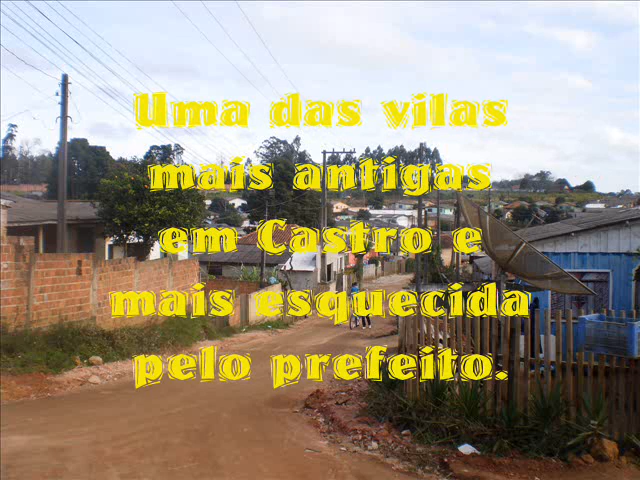 Uma das vilas
mais antigas
em Castro e
mais esquecida
pelo prefeito.